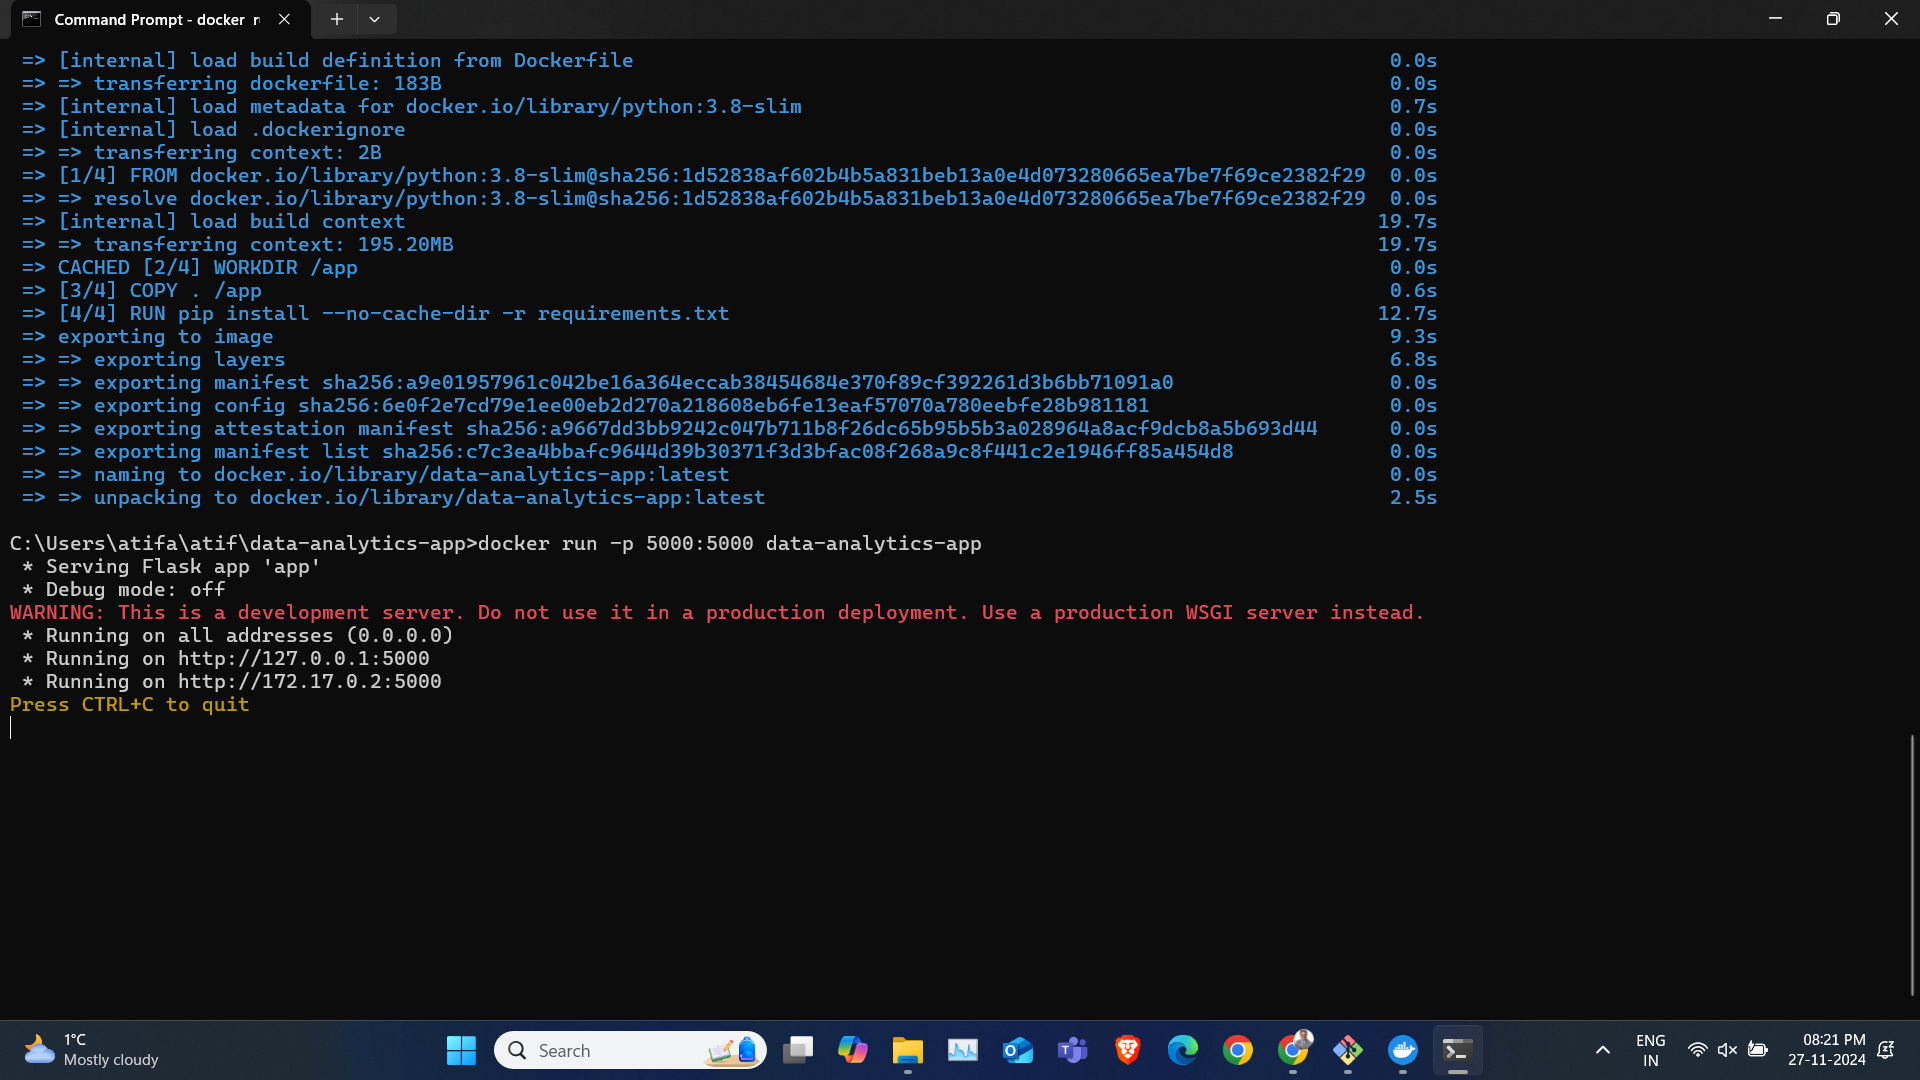 Command Prompt - docker r
=> [internal] load build definition from Dockerfile 0.0s
=> => transferring dockerfile: 183B 0.0s
=> [internal] load metadata for docker.io/library/python:3.8-slim 0.7s
=> [internal] load .dockerignore 0.0s
=> => transferring context: 2B 0.0s
=> [1/4] FROM docker.io/library/python:3.8-slim@sha256:1d52838af602b4b5a831beb13a0e4d073280665ea7be7f69ce2382f29 0.0s
=> => resolve docker.io/library/python:3.8-slim@sha256:1d52838af602b4b5a831beb13a0e4d073280665ea7be7f69ce2382f29 0.0s
=> [internal] load build context 19.7s
=> => transferring context: 195.20MB 19.7s
=> CACHED [2/4] WORKDIR /app 0.0s
=> [3/4] COPY . /app 0.6s
=> [4/4] RUN pip install --no-cache-dir -r requirements.txt 12.7s
=> exporting to image 9.3s
=> => exporting layers 6.8s
=> => exporting manifest sha256:a9e01957961c042be16a364eccab38454684e370f89cf392261d3b6bb71091a0 0.0s
=> => exporting config sha256:6e0f2e7cd79e1ee00eb2d270a218608eb6fe13eaf57070a780eebfe28b981181 0.0s
=> => exporting attestation manifest sha256:a9667dd3bb9242c047b711b8f26dc65b95b5b3a028964a8acf9dcb8a5b693d44 0.0s
=> => exporting manifest list sha256:c7c3ea4bbafc9644d39b30371f3d3bfac08f268a9c8f441c2e1946ff85a454d8 0.0s
=> => naming to docker.io/library/data-analytics-app:latest 0.0s
=> => unpacking to docker.io/library/data-analytics-app:latest 2.5s
C:\Users\atifa\atif\data-analytics-app>docker run -p 5000:5000 data-analytics-app
* Serving Flask app 'app'
* Debug mode: off
WARNING: This is a development server. Do not use it in a production deployment. Use a production WSGI server instead.
* Running on all addresses (0.0.0.0)
* Running on http://127.0.0.1:5000
* Running on http://172.17.0.2:5000
Press CTRL+C to quit
1°C
Mostly cloudy
Search
ENG
IN
08:21 PM
27-11-2024